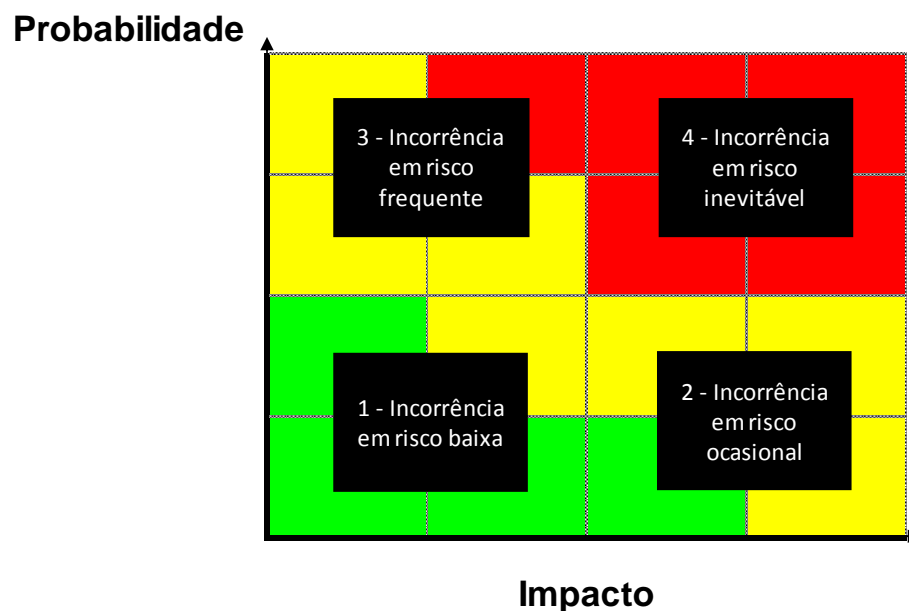 Probabilidade
3 - Incorrência
em risco
frequente
4 - Incorrência
em risco
inevitável
1 - Incorrência
em risco baixa
2 - Incorrência
em risco
ocasional
Impacto